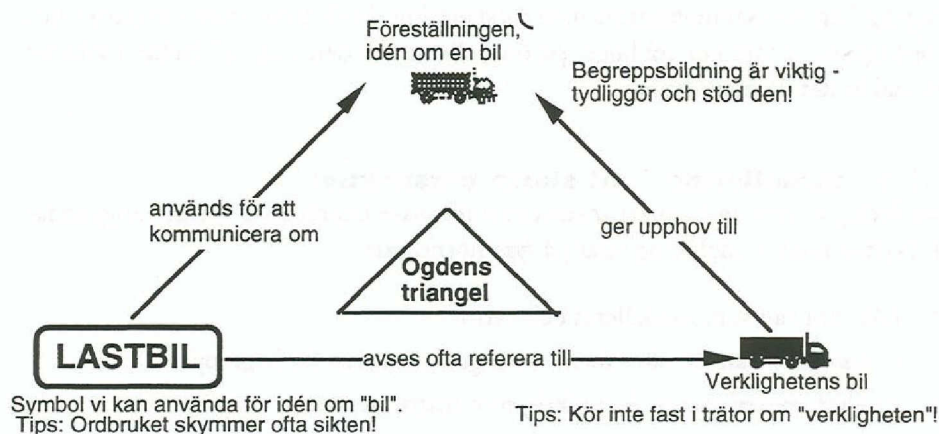 Föreställningen,
idén om en bil
Begreppsbildning är viktig -
tydliggör och stöd den!
används för att
kommunicera om
ger upphov till
Ogdens
triangel
LASTBIL
avses ofta referera till
Verklighetens bil
Symbol vi kan använda för idén om "bil".
Tips: Ordbruket skymmer ofta sikten!
Tips: Kör inte fast i trätor om "verkligheten"!